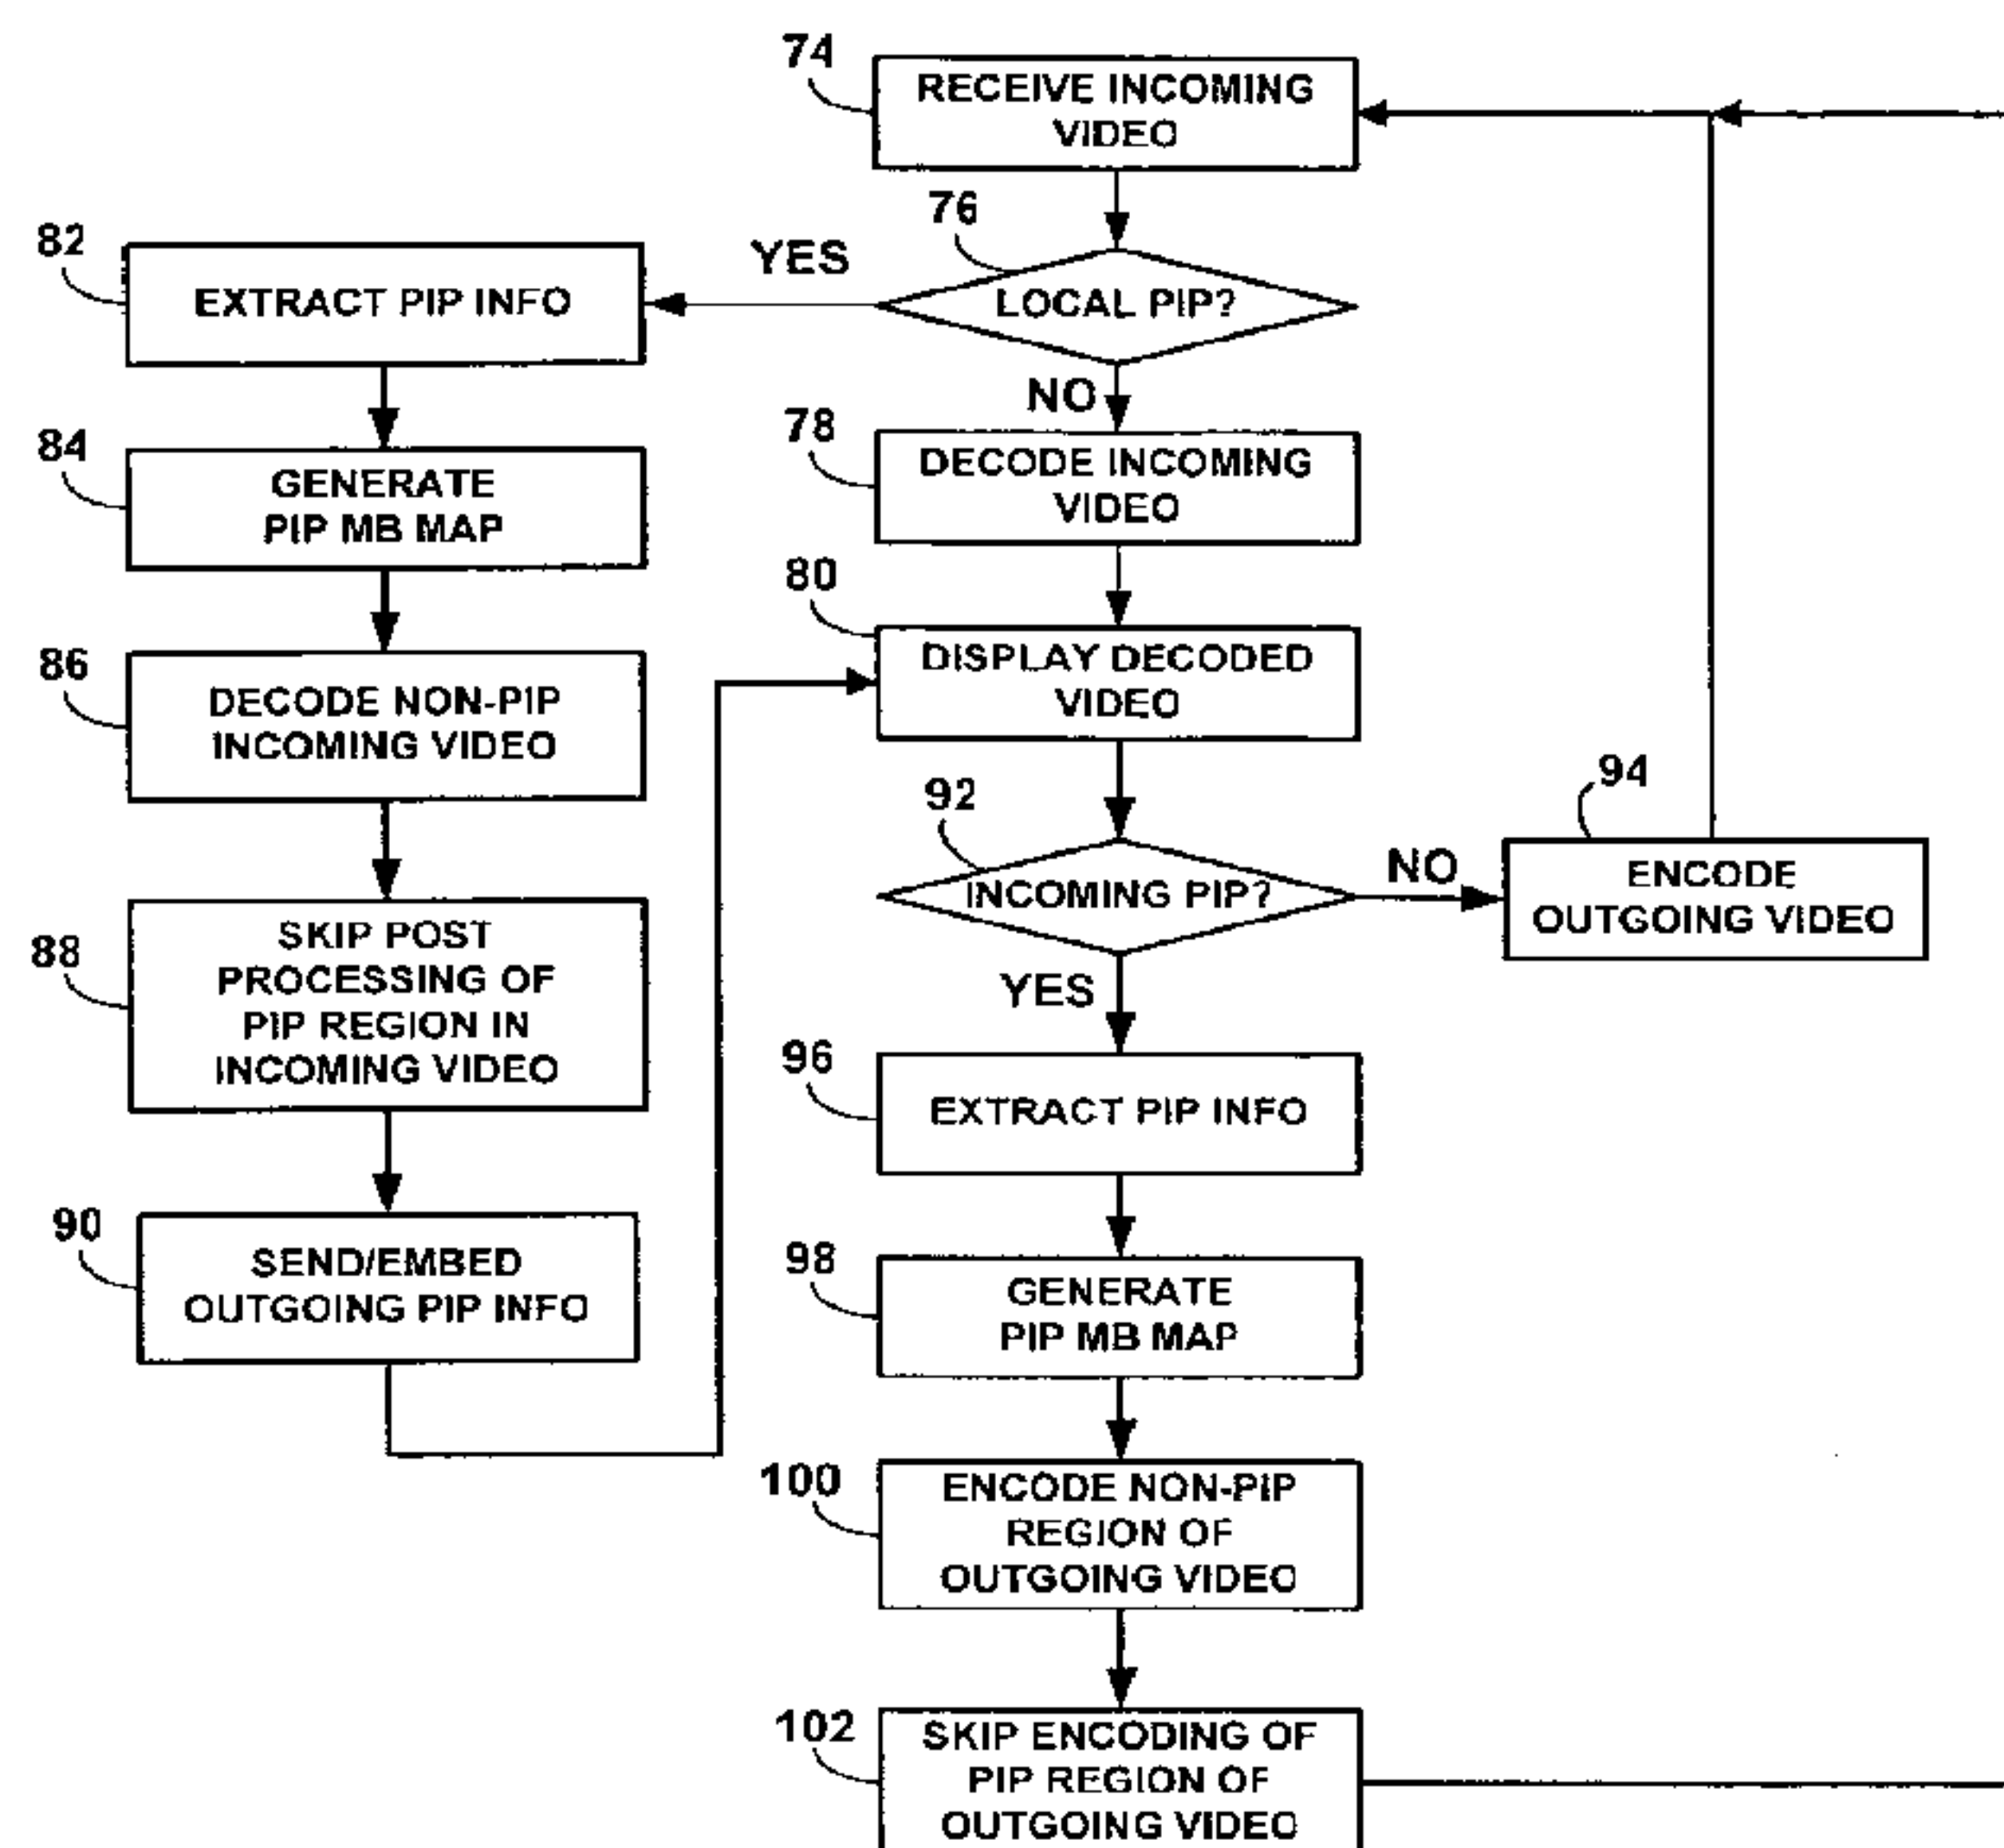 74
RECEIVE INCOMING
VIDEO
76
LOCAL PIP?
YES
NO
82
EXTRACT PIP INFO
84
GENERATE
PIP MB MAP
86
DECODE NON-PIP
INCOMING VIDEO
88
SKIP POST
PROCESSING OF
PIP REGION IN
INCOMING VIDEO
90
SEND/EMBED
OUTGOING PIP INFO
78
DECODE INCOMING
VIDEO
80
DISPLAY DECODED
VIDEO
92
INCOMING PIP?
NO
94
ENCODE
OUTGOING VIDEO
YES
96
EXTRACT PIP INFO
98
GENERATE
PIP MB MAP
100
ENCODE NON-PIP
REGION OF
OUTGOING VIDEO
102
SKIP ENCODING OF
PIP REGION OF
OUTGOING VIDEO